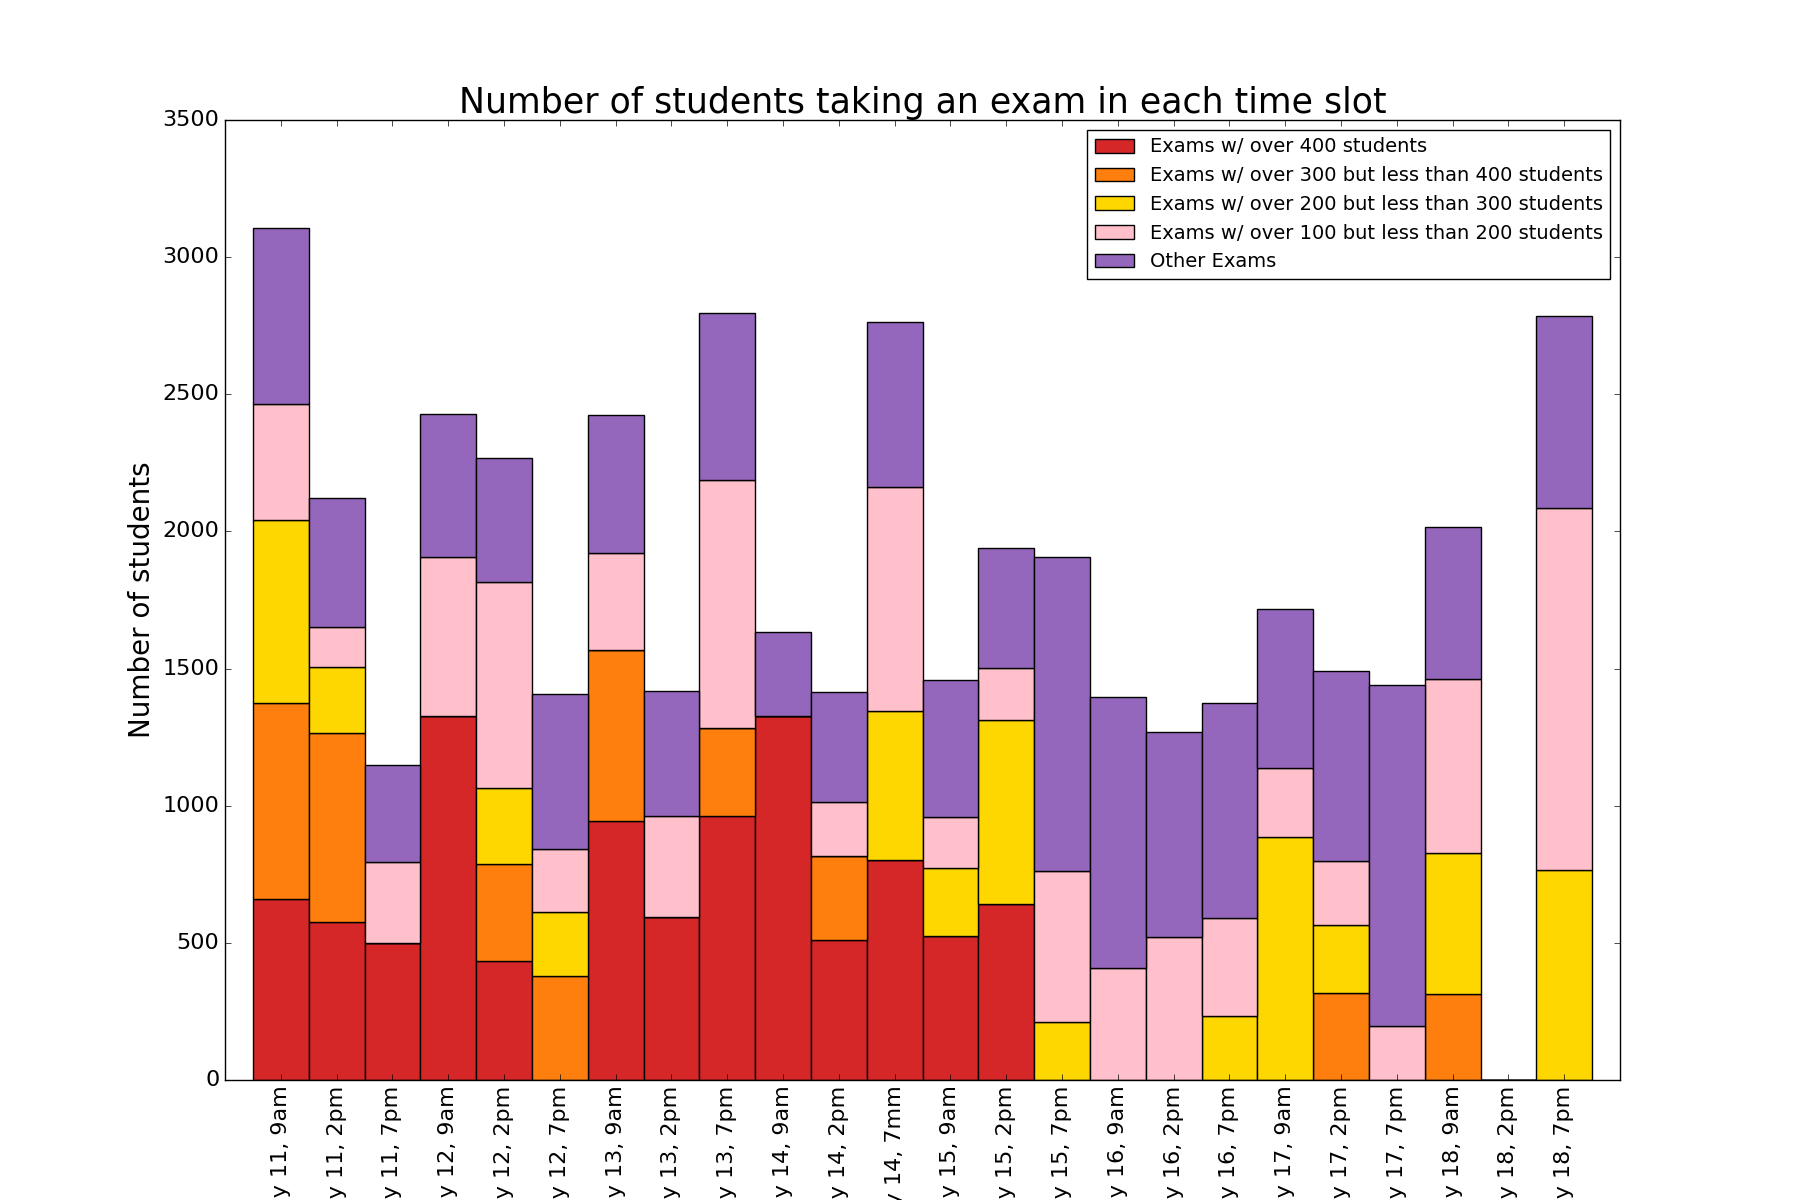 Number of students taking an exam in each time slot
Exams w/ over 400 students
Exams w/ over 300 but less than 400 students
Exams w/ over 200 but less than 300 students
Exams w/ over 100 but less than 200 students
Other Exams
Number of students
3500
3000
2500
2000
1500
1000
500
0
y 11, 9am
y 11, 2pm
y 11, 7pm
y 12, 9am
y 12, 2pm
y 12, 7pm
y 13, 9am
y 13, 2pm
y 13, 7pm
y 14, 9am
y 14, 2pm
y 14, 7mm
y 15, 9am
y 15, 2pm
y 15, 7pm
y 16, 9am
y 16, 2pm
y 16, 7pm
y 17, 9am
y 17, 2pm
y 17, 7pm
y 18, 9am
y 18, 2pm
y 18, 7pm